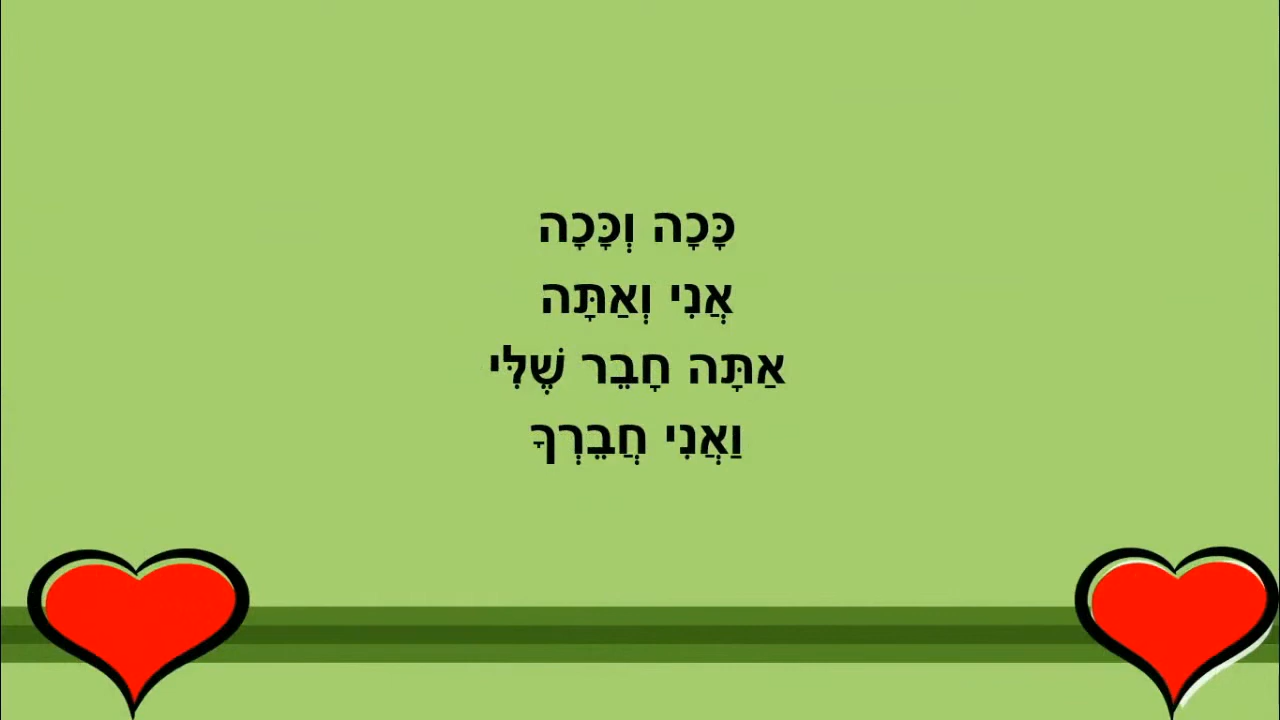 כָּכָה וְכָּכָה
אֲנִי וְאַתָּה
אַתָּה חָבֵר שֶׁלִּי
וַאֲנִי חֲבֵרְךָ